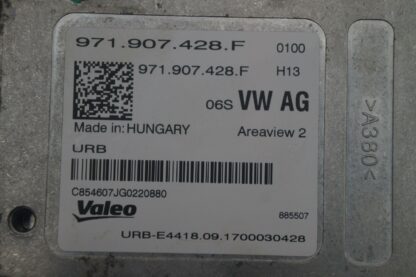 971.907.428.F 0100
971.907.428.F H13
06S VW AG
Made in: HUNGARY Areaview 2
URB
C854607JG0220880
Valeo 885507
URB-E4418.09.1700030428
>A380<